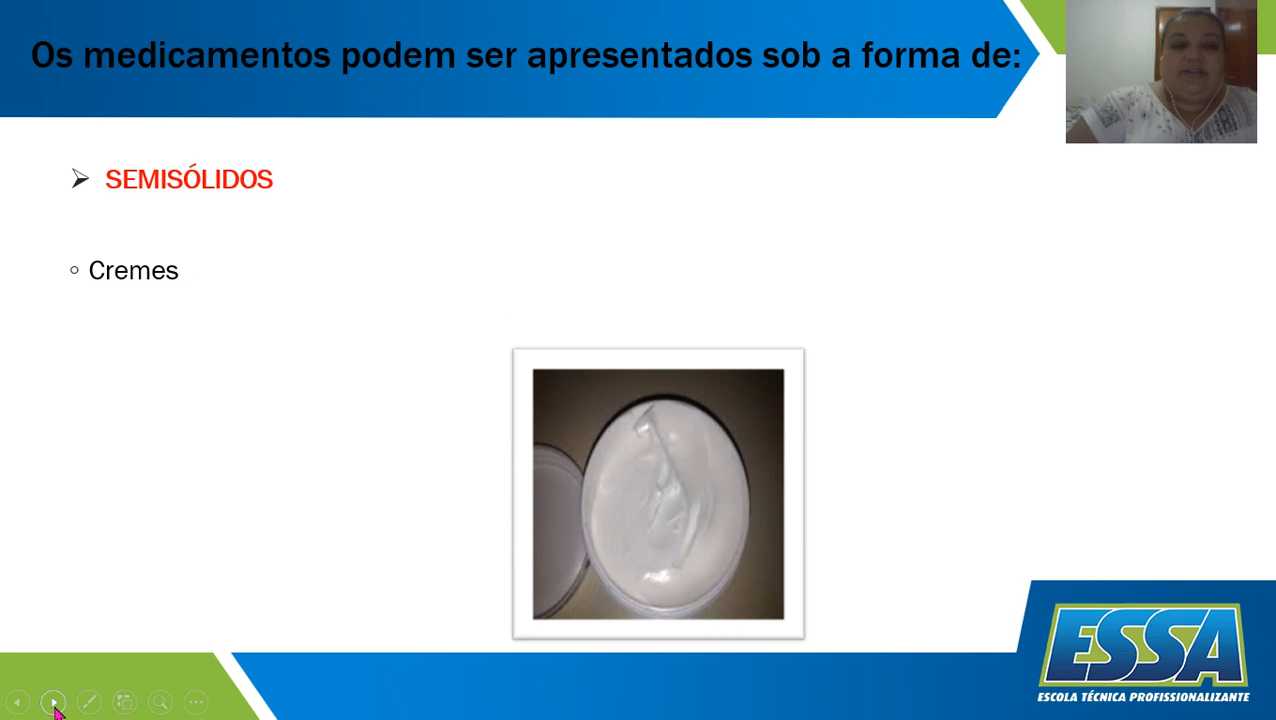 Os medicamentos podem ser apresentados sob a forma de:
SEMISÓLIDOS
Cremes
ESSA
ESCOLA TÉCNICA PROFISSIONALIZANTE